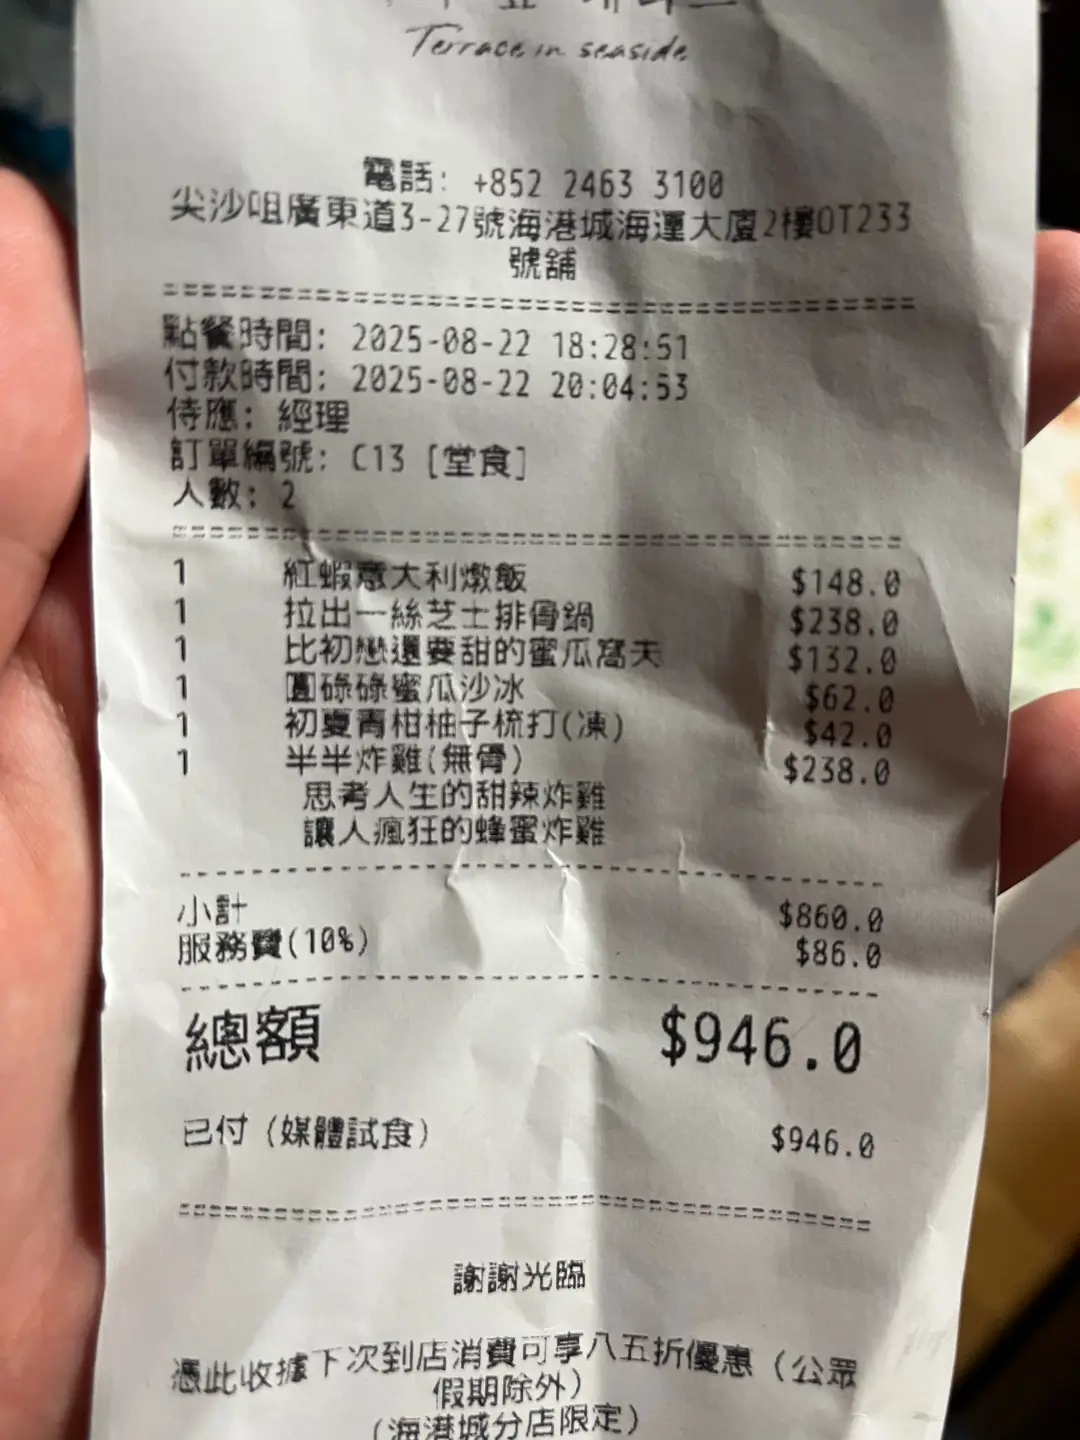 Terrace in seaside
電話: +852 2463 3100
尖沙咀廣東道3-27號海港城海運大廈2樓OT233
號舖
點餐時間: 2025-08-22 18:28:51
付款時間: 2025-08-22 20:04:53
侍應: 經理
訂單編號: C13 [堂食]
人數: 2
1 紅蝦意大利燉飯 $148.0
1 拉出一絲芝士排骨鍋 $238.0
1 比初戀還要甜的蜜瓜窩夫 $132.0
1 圓碌碌蜜瓜沙冰 $62.0
1 初夏青柑柚子梳打(凍) $42.0
1 半半炸雞(無骨) $238.0
思考人生的甜辣炸雞
讓人瘋狂的蜂蜜炸雞
小計 $860.0
服務費(10%) $86.0
總額 $946.0
已付 (媒體試食) $946.0
謝謝光臨
憑此收據下次到店消費可享八五折優惠 (公眾
假期除外)
(海港城分店限定)